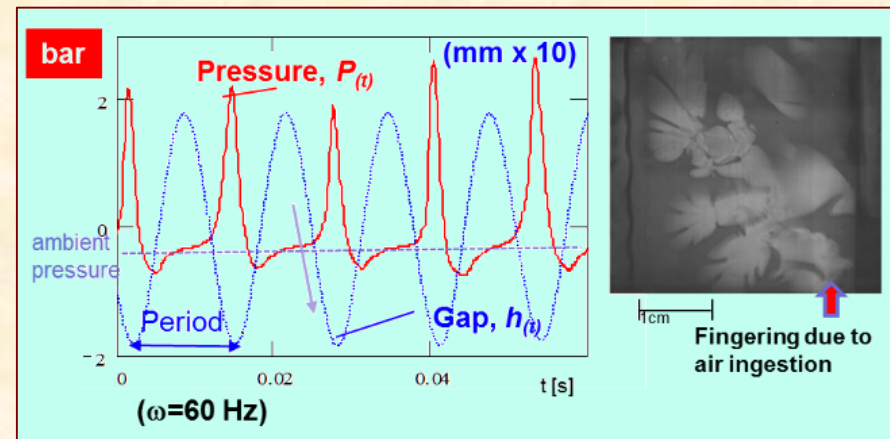 bar
Pressure, P(t)
(mm x 10)
2
0
ambient
pressure
Period
Gap, h(t)
−2
0
0.02
0.04
t [s]
(ω=60 Hz)
1cm
Fingering due to
air ingestion